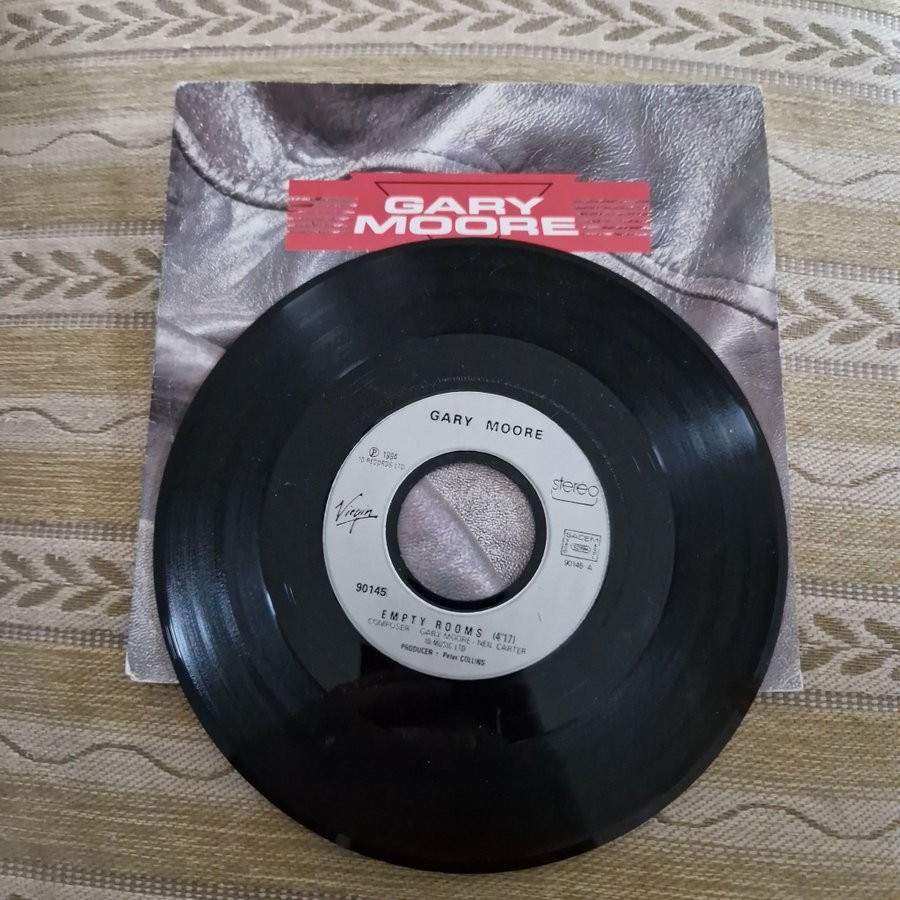 GARY
MOORE
GARY MOORE
℗ 1985
10 RECORDS LTD
stereo
Virgin
SACEM
90145 A
90145
EMPTY ROOMS (4'17)
COMPOSER GARY MOORE - NEIL CARTER
10 MUSIC LTD
PRODUCER : Peter COLLINS